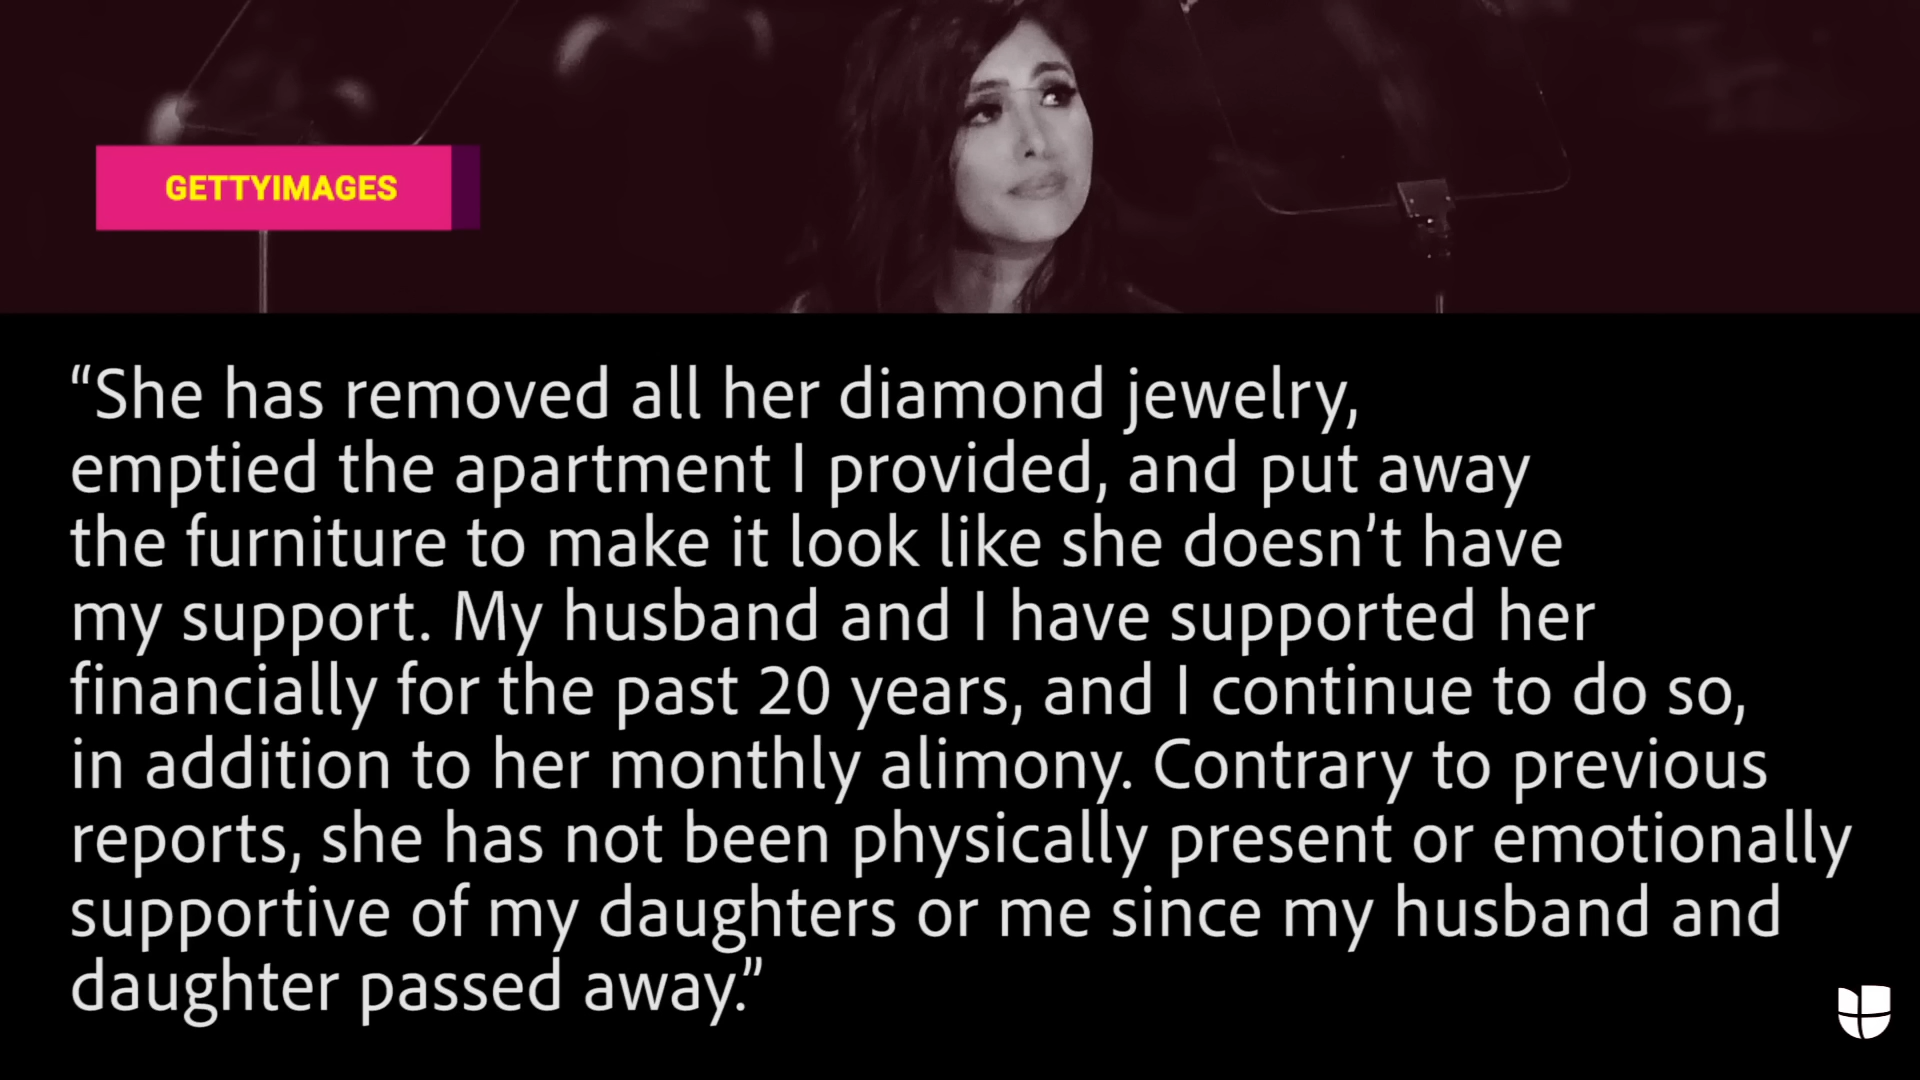 GETTYIMAGES
“She has removed all her diamond jewelry,
emptied the apartment I provided, and put away
the furniture to make it look like she doesn’t have
my support. My husband and I have supported her
financially for the past 20 years, and I continue to do so,
in addition to her monthly alimony. Contrary to previous
reports, she has not been physically present or emotionally
supportive of my daughters or me since my husband and
daughter passed away.”